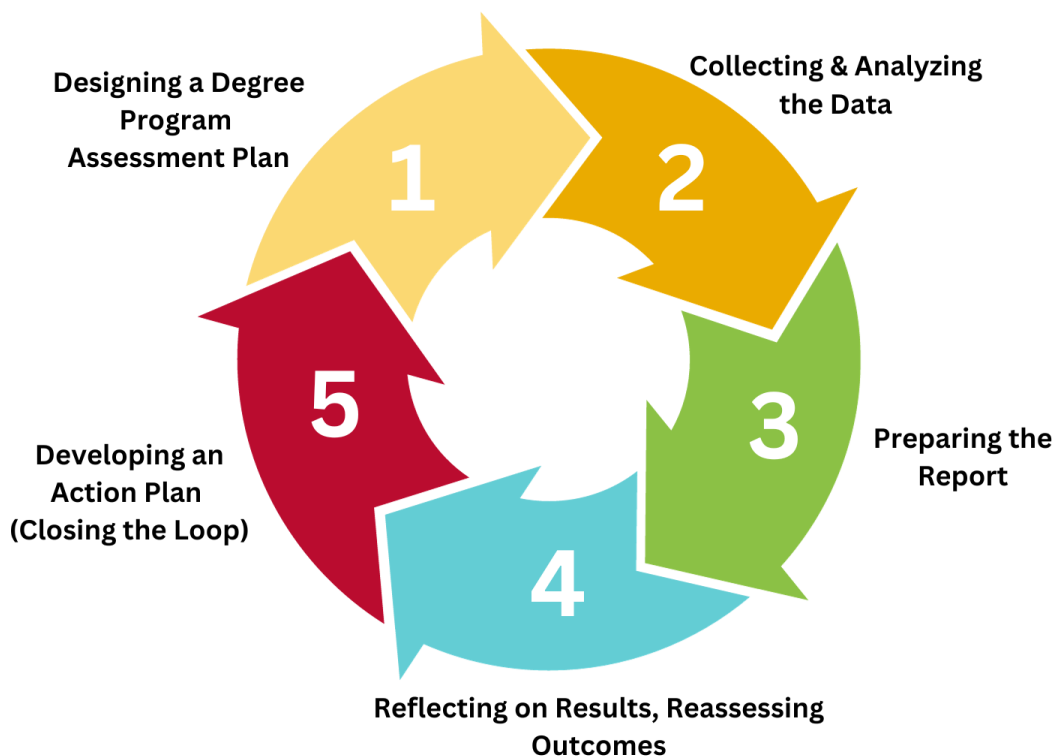 Designing a Degree
Program
Assessment Plan
1
Collecting & Analyzing
the Data
2
3
Preparing the
Report
4
Reflecting on Results, Reassessing
Outcomes
5
Developing an
Action Plan
(Closing the Loop)